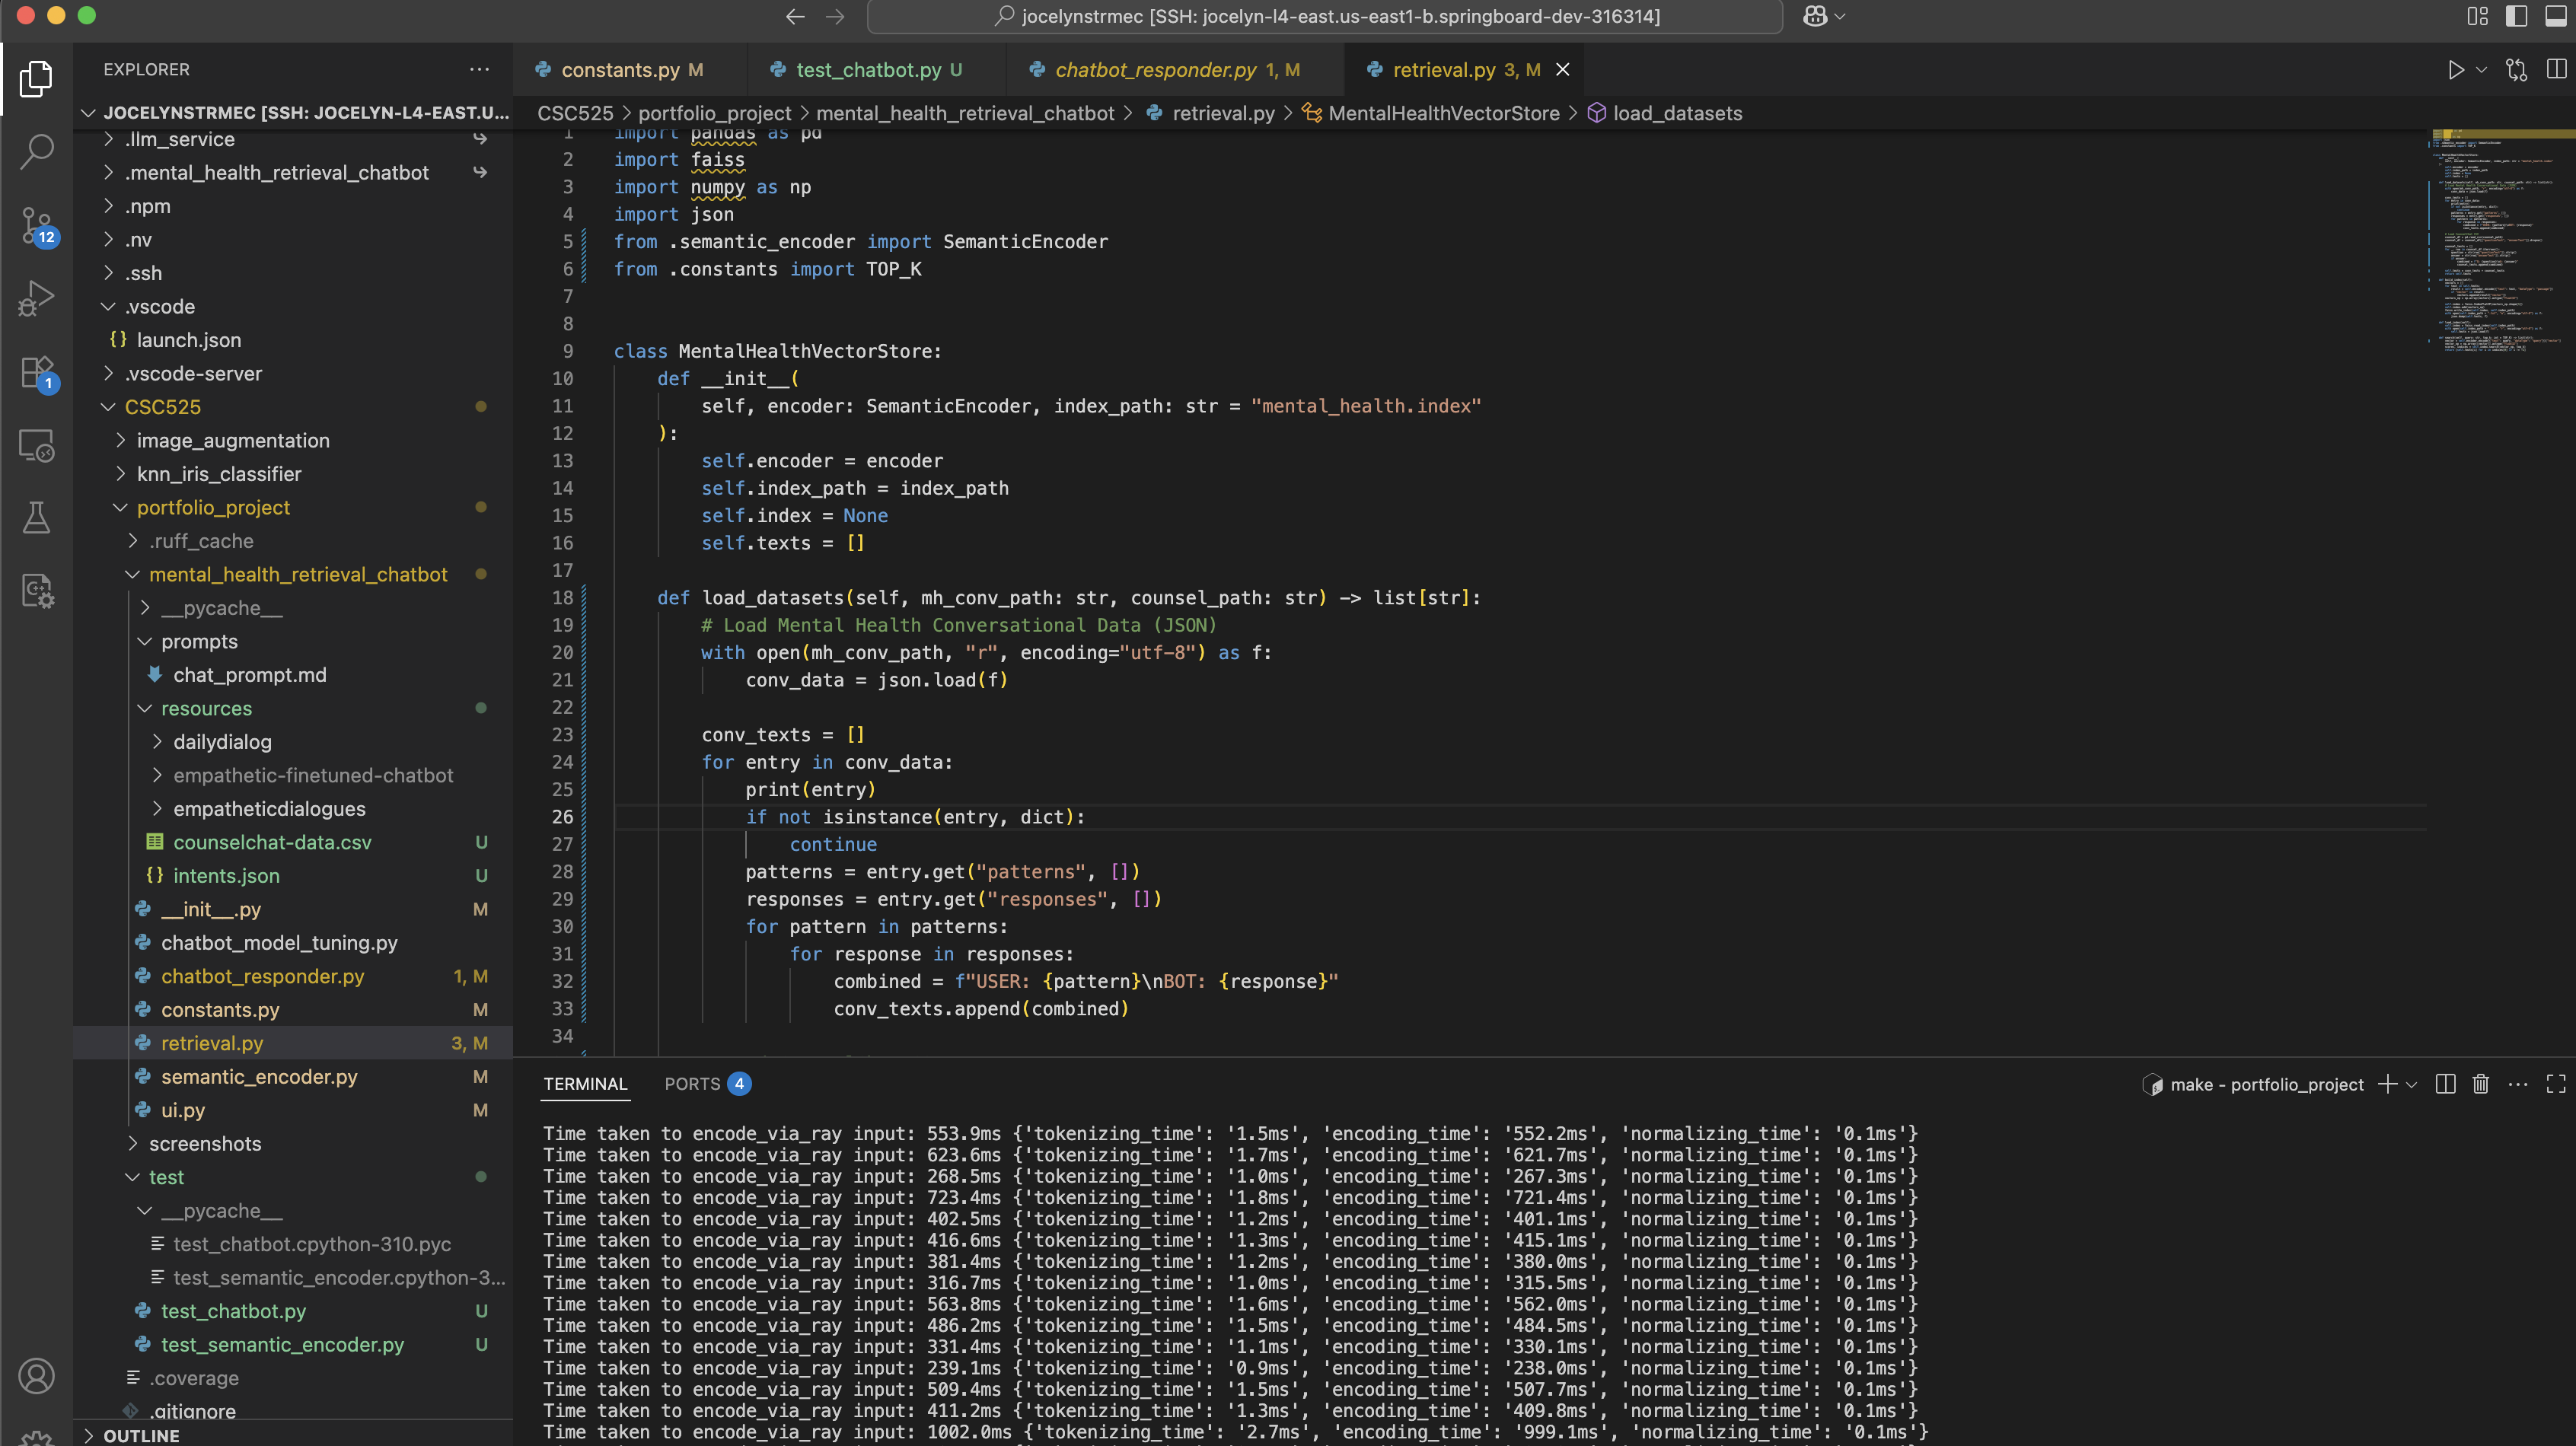 jocelynstrmec [SSH: jocelyn-l4-east.us-east1-b.springboard-dev-316314]
EXPLORER
JOCELYNSTRMEC [SSH: JOCELYN-L4-EAST.U...
.llm_service
.mental_health_retrieval_chatbot
.npm
.nv
.ssh
.vscode
{} launch.json
.vscode-server
CSC525
image_augmentation
knn_iris_classifier
portfolio_project
.ruff_cache
mental_health_retrieval_chatbot
__pycache__
prompts
chat_prompt.md
resources
dailydialog
empathetic-finetuned-chatbot
empatheticdialogues
counselchat-data.csv U
{} intents.json U
__init__.py M
chatbot_model_tuning.py
chatbot_responder.py 1, M
constants.py M
retrieval.py 3, M
semantic_encoder.py M
ui.py M
screenshots
test
__pycache__
test_chatbot.cpython-310.pyc
test_semantic_encoder.cpython-3...
test_chatbot.py U
test_semantic_encoder.py U
.coverage
.gitignore
OUTLINE
12
1
constants.py M
test_chatbot.py U
chatbot_responder.py 1, M
retrieval.py 3, M
CSC525 > portfolio_project > mental_health_retrieval_chatbot > retrieval.py > MentalHealthVectorStore > load_datasets
1 import pandas as pd
2 import faiss
3 import numpy as np
4 import json
5 from .semantic_encoder import SemanticEncoder
6 from .constants import TOP_K
7
8
9 class MentalHealthVectorStore:
10 def __init__(
11 self, encoder: SemanticEncoder, index_path: str = "mental_health.index"
12 ):
13 self.encoder = encoder
14 self.index_path = index_path
15 self.index = None
16 self.texts = []
17
18 def load_datasets(self, mh_conv_path: str, counsel_path: str) -> list[str]:
19 # Load Mental Health Conversational Data (JSON)
20 with open(mh_conv_path, "r", encoding="utf-8") as f:
21 conv_data = json.load(f)
22
23 conv_texts = []
24 for entry in conv_data:
25 print(entry)
26 if not isinstance(entry, dict):
27 continue
28 patterns = entry.get("patterns", [])
29 responses = entry.get("responses", [])
30 for pattern in patterns:
31 for response in responses:
32 combined = f"USER: {pattern}\nBOT: {response}"
33 conv_texts.append(combined)
34
TERMINAL
PORTS 4
make - portfolio_project
Time taken to encode_via_ray input: 553.9ms {'tokenizing_time': '1.5ms', 'encoding_time': '552.2ms', 'normalizing_time': '0.1ms'}
Time taken to encode_via_ray input: 623.6ms {'tokenizing_time': '1.7ms', 'encoding_time': '621.7ms', 'normalizing_time': '0.1ms'}
Time taken to encode_via_ray input: 268.5ms {'tokenizing_time': '1.0ms', 'encoding_time': '267.3ms', 'normalizing_time': '0.1ms'}
Time taken to encode_via_ray input: 723.4ms {'tokenizing_time': '1.8ms', 'encoding_time': '721.4ms', 'normalizing_time': '0.1ms'}
Time taken to encode_via_ray input: 402.5ms {'tokenizing_time': '1.2ms', 'encoding_time': '401.1ms', 'normalizing_time': '0.1ms'}
Time taken to encode_via_ray input: 416.6ms {'tokenizing_time': '1.3ms', 'encoding_time': '415.1ms', 'normalizing_time': '0.1ms'}
Time taken to encode_via_ray input: 381.4ms {'tokenizing_time': '1.2ms', 'encoding_time': '380.0ms', 'normalizing_time': '0.1ms'}
Time taken to encode_via_ray input: 316.7ms {'tokenizing_time': '1.0ms', 'encoding_time': '315.5ms', 'normalizing_time': '0.1ms'}
Time taken to encode_via_ray input: 563.8ms {'tokenizing_time': '1.6ms', 'encoding_time': '562.0ms', 'normalizing_time': '0.1ms'}
Time taken to encode_via_ray input: 486.2ms {'tokenizing_time': '1.5ms', 'encoding_time': '484.5ms', 'normalizing_time': '0.1ms'}
Time taken to encode_via_ray input: 331.4ms {'tokenizing_time': '1.1ms', 'encoding_time': '330.1ms', 'normalizing_time': '0.1ms'}
Time taken to encode_via_ray input: 239.1ms {'tokenizing_time': '0.9ms', 'encoding_time': '238.0ms', 'normalizing_time': '0.1ms'}
Time taken to encode_via_ray input: 509.4ms {'tokenizing_time': '1.5ms', 'encoding_time': '507.7ms', 'normalizing_time': '0.1ms'}
Time taken to encode_via_ray input: 411.2ms {'tokenizing_time': '1.3ms', 'encoding_time': '409.8ms', 'normalizing_time': '0.1ms'}
Time taken to encode_via_ray input: 1002.0ms {'tokenizing_time': '2.7ms', 'encoding_time': '999.1ms', 'normalizing_time': '0.1ms'}